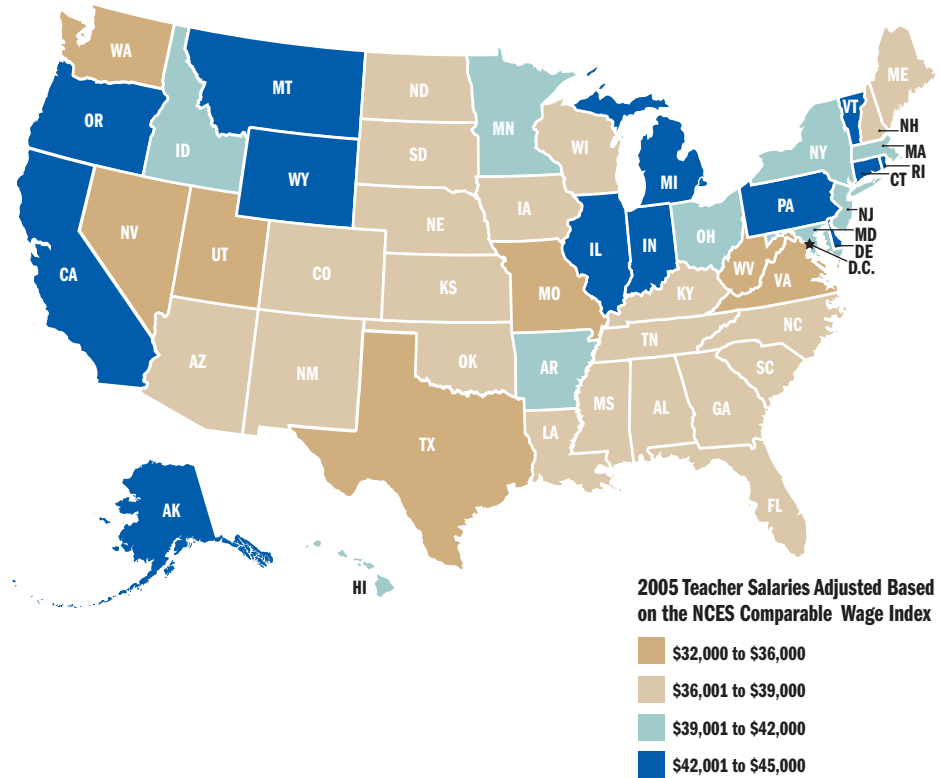 WA
MT
ND
MN
ME
OR
ID
SD
WI
VT
NH
NY
MA
WY
MI
RI
CT
IA
PA
NE
NJ
NV
UT
OH
MD
IL
IN
DE
CO
WV
D.C.
CA
KS
MO
KY
VA
NC
TN
AZ
OK
AR
SC
NM
MS
AL
GA
LA
TX
FL
AK
HI
2005 Teacher Salaries Adjusted Based
on the NCES Comparable Wage Index
$32,000 to $36,000
$36,001 to $39,000
$39,001 to $42,000
$42,001 to $45,000